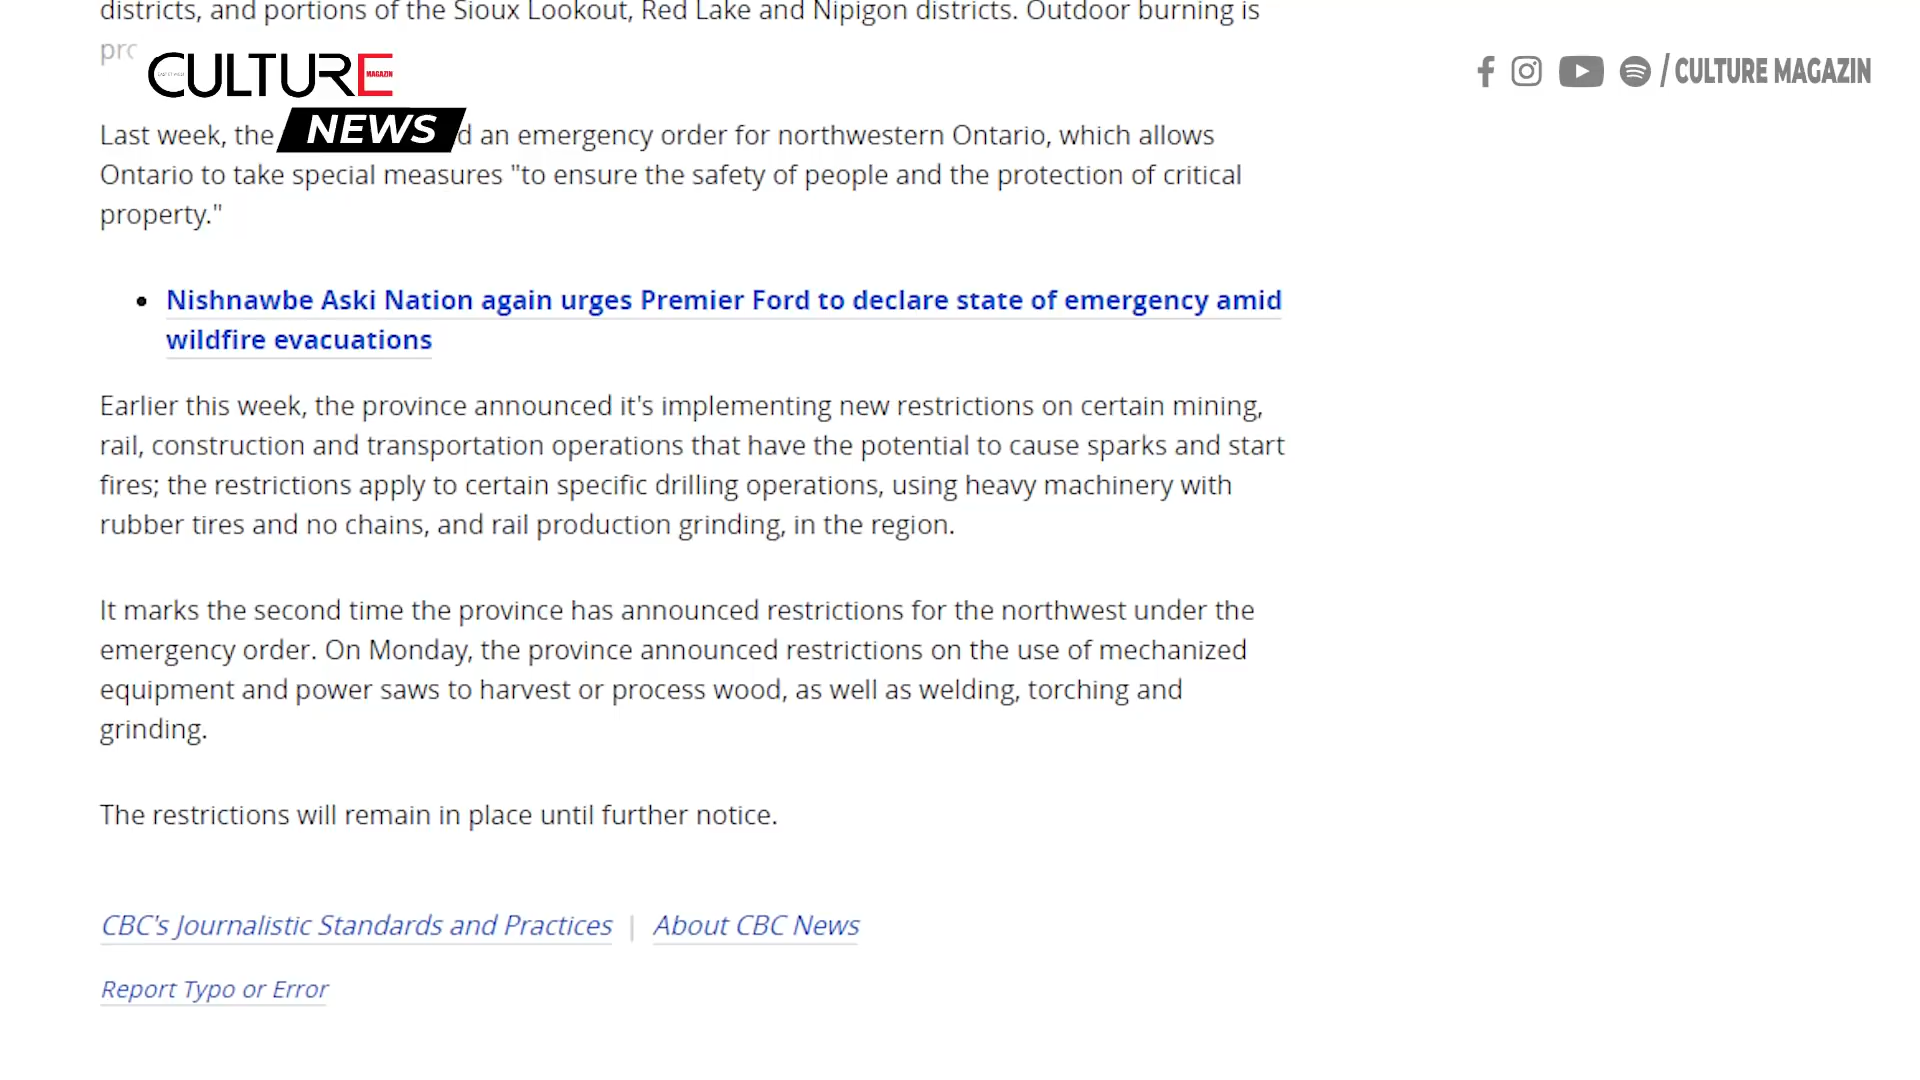 districts, and portions of the Sioux Lookout, Red Lake and Nipigon districts. Outdoor burning is
CULTURE
MAGAZIN
/ CULTURE MAGAZIN
NEWS
Last week, the an emergency order for northwestern Ontario, which allows
Ontario to take special measures "to ensure the safety of people and the protection of critical
property."
• Nishnawbe Aski Nation again urges Premier Ford to declare state of emergency amid
wildfire evacuations
Earlier this week, the province announced it's implementing new restrictions on certain mining,
rail, construction and transportation operations that have the potential to cause sparks and start
fires; the restrictions apply to certain specific drilling operations, using heavy machinery with
rubber tires and no chains, and rail production grinding, in the region.
It marks the second time the province has announced restrictions for the northwest under the
emergency order. On Monday, the province announced restrictions on the use of mechanized
equipment and power saws to harvest or process wood, as well as welding, torching and
grinding.
The restrictions will remain in place until further notice.
CBC's Journalistic Standards and Practices | About CBC News
Report Typo or Error